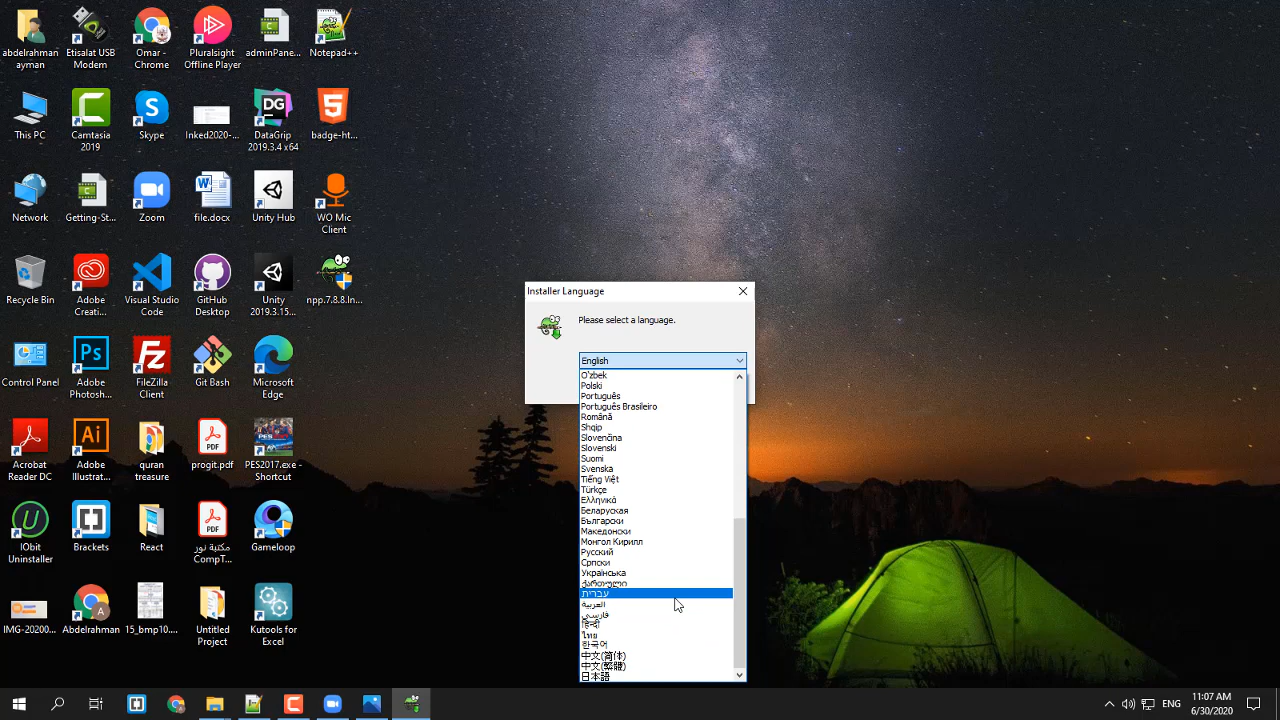 abdelrahman
ayman
Etisalat USB
Modem
Omar -
Chrome
Pluralsight
Offline Player
adminPane...
Notepad++
This PC
Camtasia
2019
Skype
Inked2020-...
DataGrip
2019.3.4 x64
badge-ht...
Network
Getting-St...
Zoom
file.docx
Unity Hub
WO Mic
Client
Recycle Bin
Adobe
Creati...
Visual Studio
Code
GitHub
Desktop
Unity
2019.3.15...
npp.7.8.8.In...
Control Panel
Adobe
Photosh...
FileZilla
Client
Git Bash
Microsoft
Edge
Acrobat
Reader DC
Adobe
Illustrat...
quran
treasure
progit.pdf
PES2017.exe -
Shortcut
IObit
Uninstaller
Brackets
React
مكتبة نور
CompT...
Gameloop
IMG-20200...
Abdelrahman
15_bmp10...
Untitled
Project
Kutools for
Excel
Installer Language
Please select a language.
English
O'zbek
Polski
Português
Português Brasileiro
Română
Shqip
Slovenčina
Slovenski
Suomi
Svenska
Tiếng Việt
Türkçe
Ελληνικά
Беларуская
Български
Македонски
Монгол Кирилл
Русский
Српски
Українська
ქართული
עברית
العربية
فارسي
हिन्दी
ไทย
한국어
中文(简体)
中文(繁體)
日本語
ENG
11:07 AM
6/30/2020